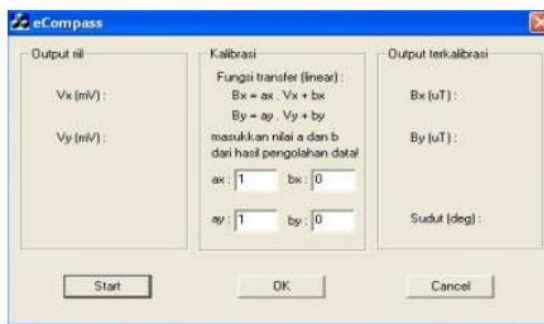 eCompass
Output riil
Vx (mV) :
Vy (mV) :
Kalibrasi
Fungsi transfer (linear) :
Bx = ax . Vx + bx
By = ay . Vy + by
masukkan nilai a dan b
dari hasil pengolahan data!
ax : 1 bx : 0
ay : 1 by : 0
Output terkalibrasi
Bx (uT) :
By (uT) :
Sudut (deg) :
Start
OK
Cancel